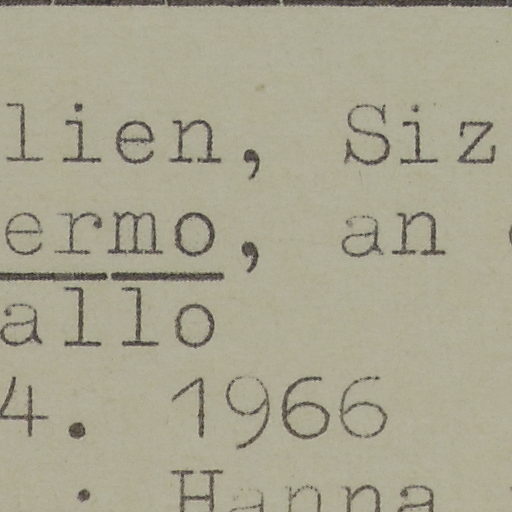 lien, Siz
ermo, an
allo
4. 1966
. Hanna